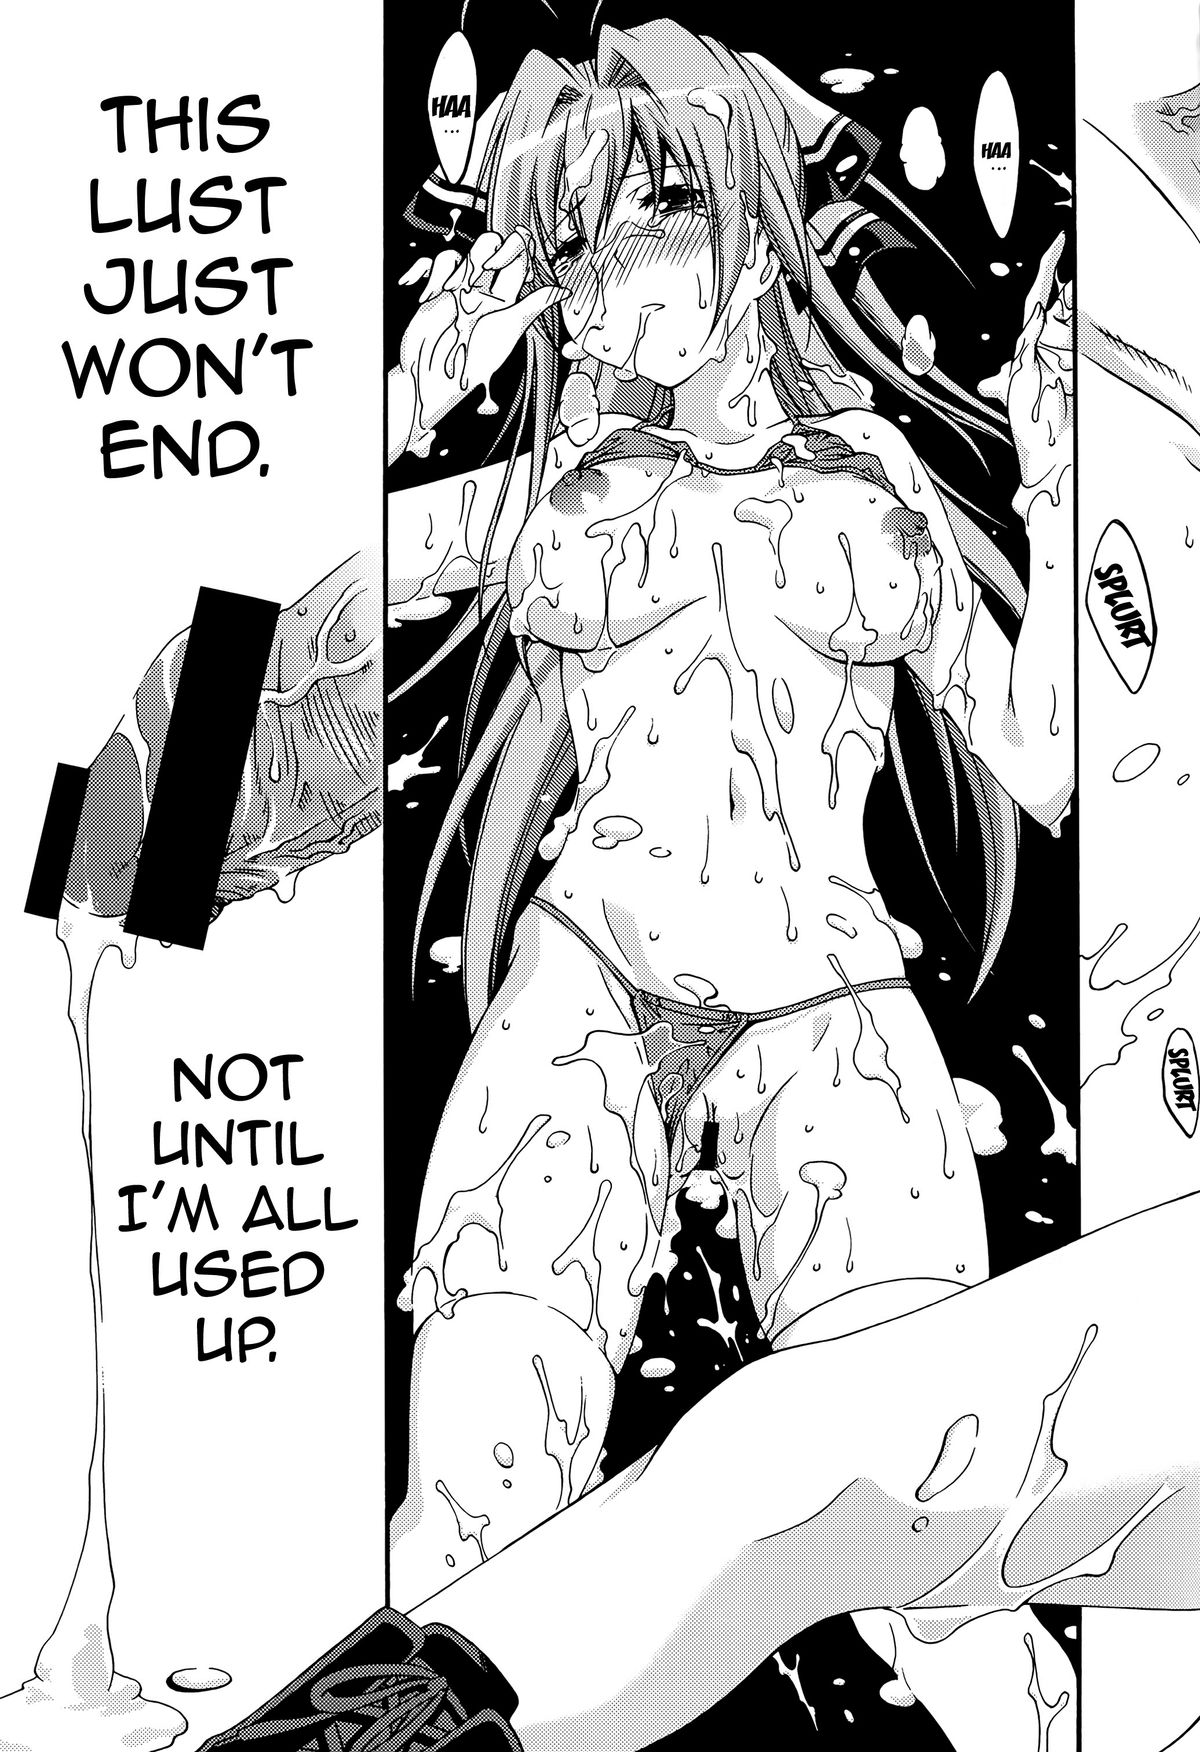 THIS
LUST
JUST
WON'T
END.
HAA
...
HAA
...
SPLURT
SPLURT
NOT
UNTIL
I'M ALL
USED
UP.